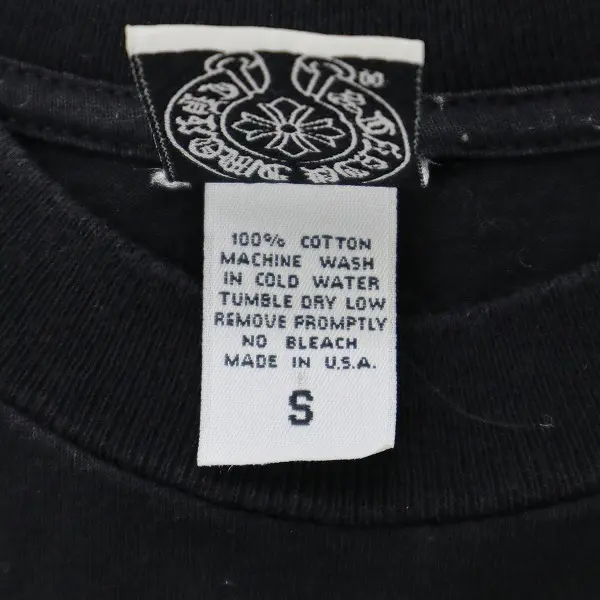 100% COTTON
MACHINE WASH
IN COLD WATER
TUMBLE DRY LOW
REMOVE PROMPTLY
NO BLEACH
MADE IN U.S.A.
S